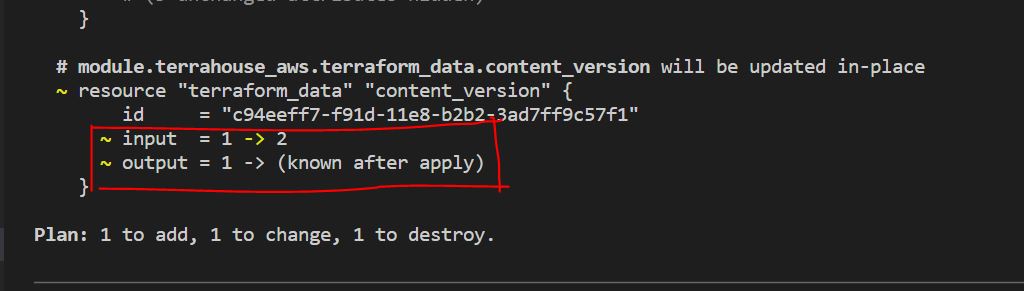 }
# module.terrahouse_aws.terraform_data.content_version will be updated in-place
~ resource "terraform_data" "content_version" {
id = "c94eeff7-f91d-11e8-b2b2-3ad7ff9c57f1"
~ input = 1 -> 2
~ output = 1 -> (known after apply)
}
Plan: 1 to add, 1 to change, 1 to destroy.